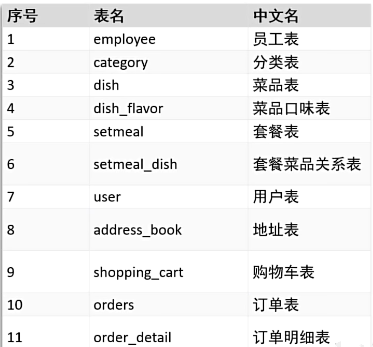 序号 表名 中文名
1 employee 员工表
2 category 分类表
3 dish 菜品表
4 dish_flavor 菜品口味表
5 setmeal 套餐表
6 setmeal_dish 套餐菜品关系表
7 user 用户表
8 address_book 地址表
9 shopping_cart 购物车表
10 orders 订单表
11 order_detail 订单明细表